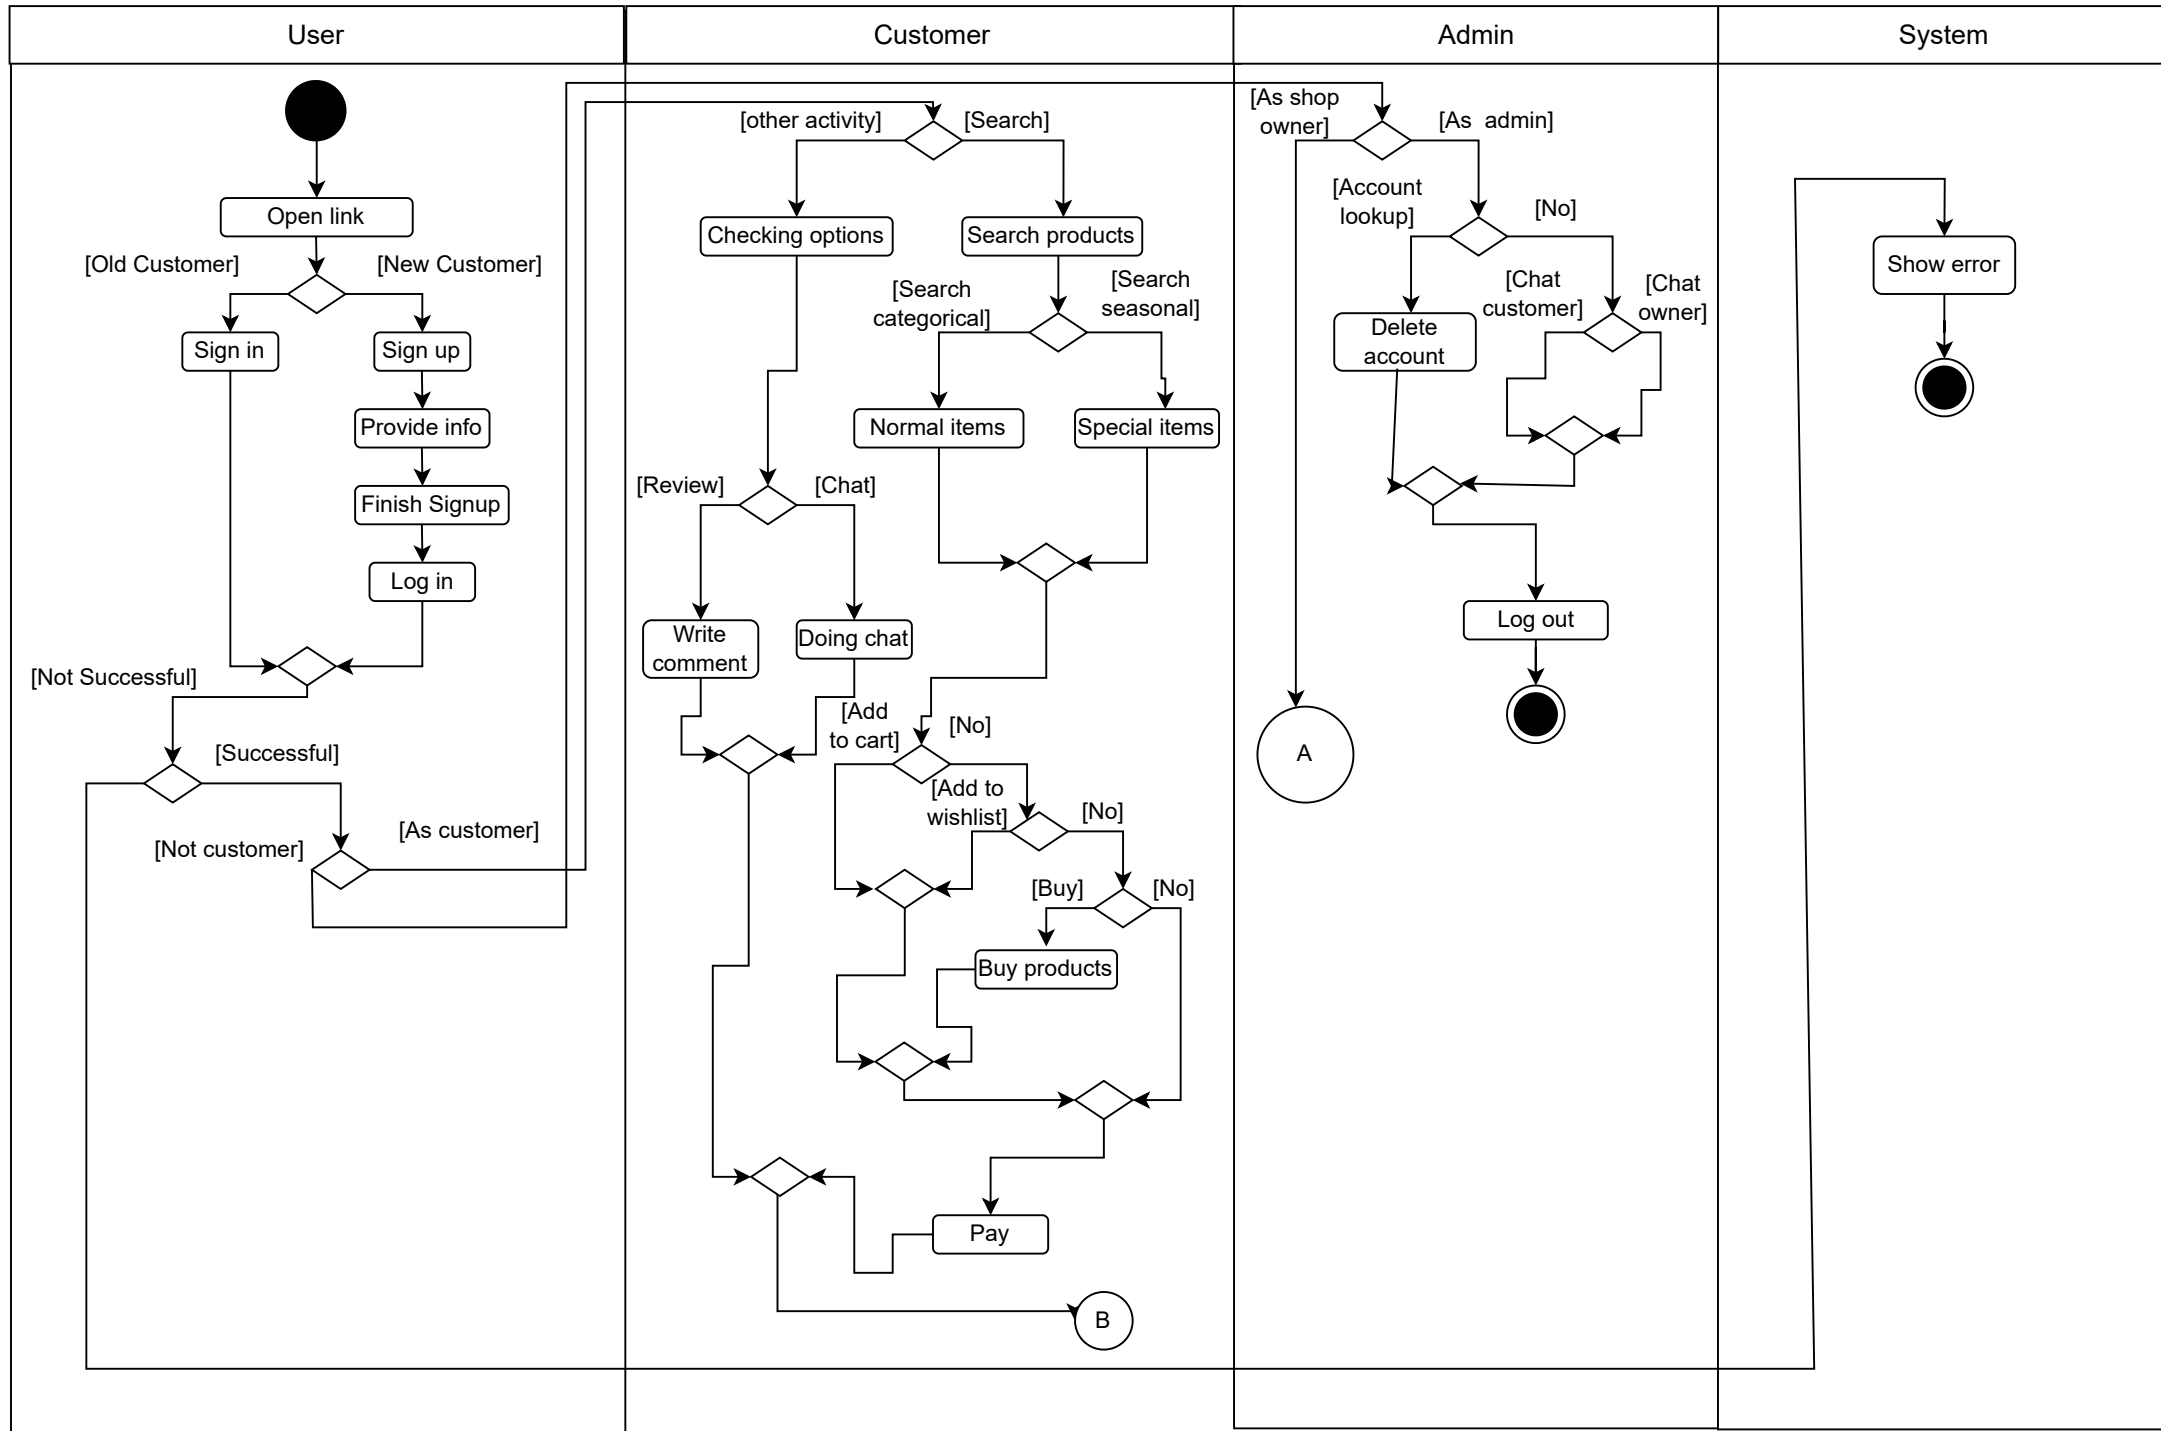 User
Customer
Admin
System
Open link
[Old Customer]
[New Customer]
Sign in
Sign up
Provide info
Finish Signup
Log in
[Not Successful]
[Successful]
[Not customer]
[As customer]
[other activity]
[Search]
Checking options
Search products
[Search
categorical]
[Search
seasonal]
Normal items
Special items
[Review]
[Chat]
Write
comment
Doing chat
[Add
to cart]
[No]
[Add to
wishlist]
[No]
[Buy]
[No]
Buy products
Pay
B
[As shop
owner]
[As  admin]
[Account
lookup]
[No]
[Chat
customer]
[Chat
owner]
Delete
account
Log out
A
Show error